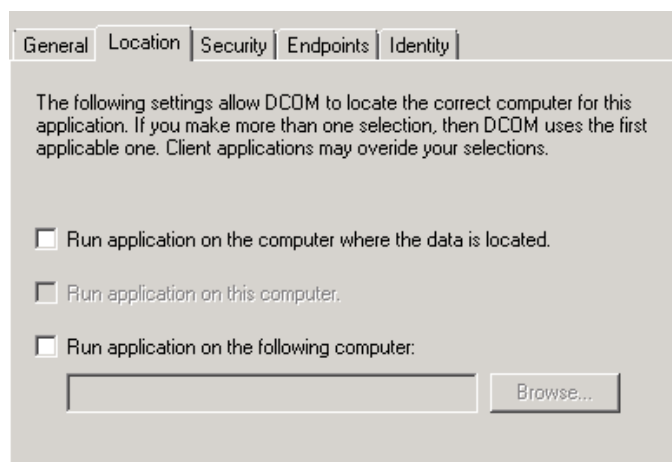 General Location Security Endpoints Identity
The following settings allow DCOM to locate the correct computer for this
application. If you make more than one selection, then DCOM uses the first
applicable one. Client applications may overide your selections.
Run application on the computer where the data is located.
Run application on this computer.
Run application on the following computer:
Browse...